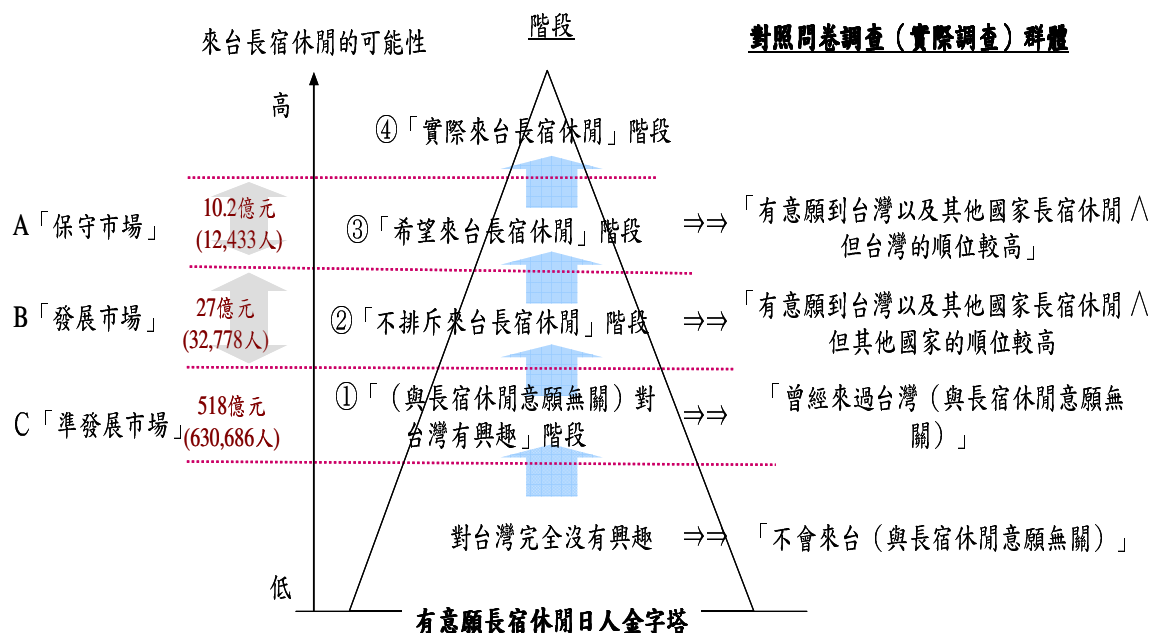 來台長宿休閒的可能性
階段
對照問卷調查（實際調查）群體
高
④「實際來台長宿休閒」階段
A「保守市場」
10.2億元
(12,433人)
③「希望來台長宿休閒」階段
⇒⇒
「有意願到台灣以及其他國家長宿休閒∧
但台灣的順位較高」
B「發展市場」
27億元
(32,778人)
②「不排斥來台長宿休閒」階段
⇒⇒
「有意願到台灣以及其他國家長宿休閒∧
但其他國家的順位較高
C「準發展市場」
518億元
(630,686人)
①「（與長宿休閒意願無關）對
台灣有興趣」階段
⇒⇒
「曾經來過台灣（與長宿休閒意願無
關）」
對台灣完全沒有興趣
⇒⇒
「不會來台（與長宿休閒意願無關）」
低
有意願長宿休閒日人金字塔